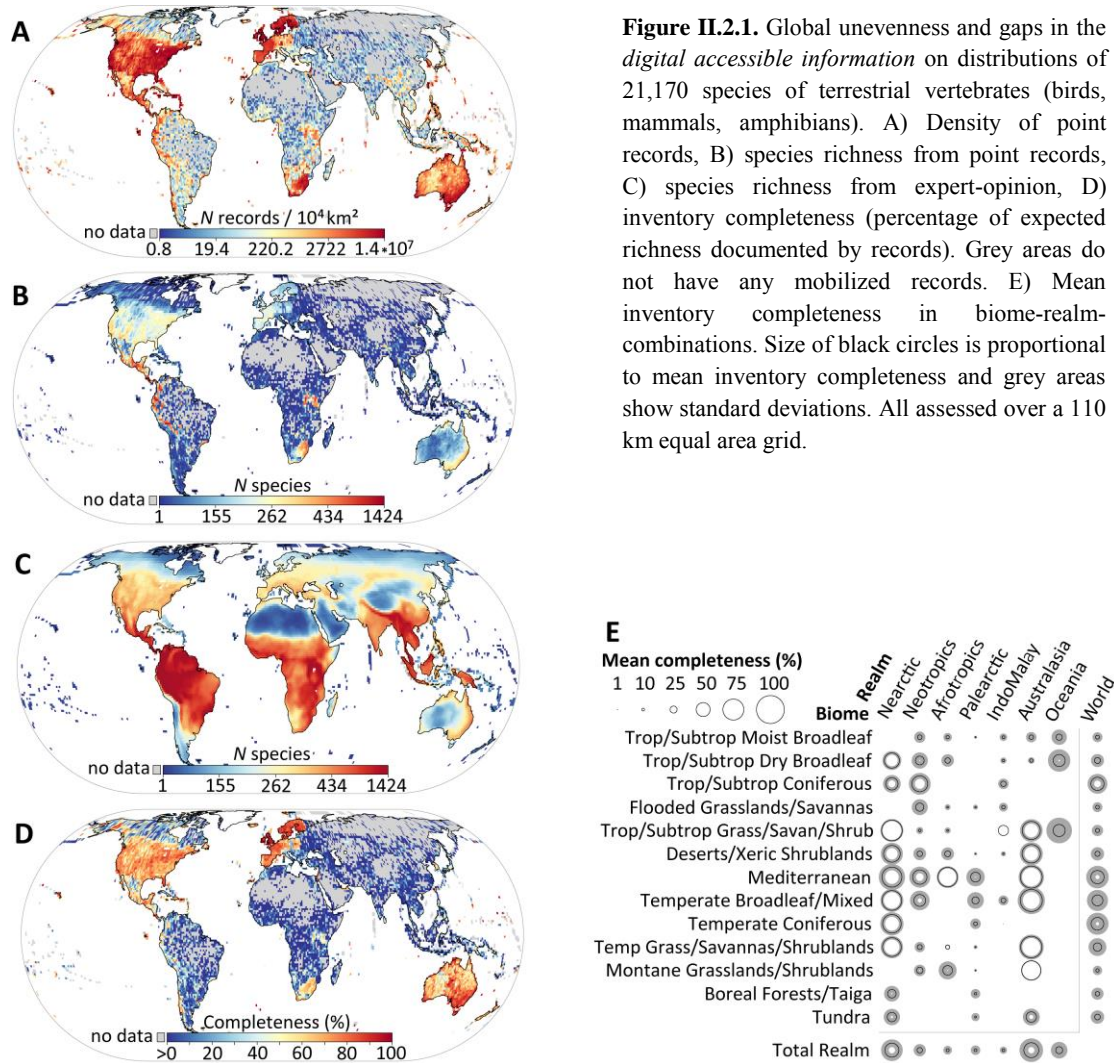 A
no data
N records / 10⁴ km²
0.8 19.4 220.2 2722 1.4*10⁷
B
N species
no data
1 155 262 434 1424
C
N species
no data
1 155 262 434 1424
D
no data
Completeness (%)
>0 20 40 60 80 100
Figure II.2.1. Global unevenness and gaps in the
digital accessible information on distributions of
21,170 species of terrestrial vertebrates (birds,
mammals, amphibians). A) Density of point
records, B) species richness from point records,
C) species richness from expert-opinion, D)
inventory completeness (percentage of expected
richness documented by records). Grey areas do
not have any mobilized records. E) Mean
inventory completeness in biome-realm-
combinations. Size of black circles is proportional
to mean inventory completeness and grey areas
show standard deviations. All assessed over a 110
km equal area grid.
E
Mean completeness (%)
1 10 25 50 75 100
Realm
Biome
Nearctic
Neotropics
Afrotropics
Palearctic
IndoMalay
Australasia
Oceania
World
Trop/Subtrop Moist Broadleaf
Trop/Subtrop Dry Broadleaf
Trop/Subtrop Coniferous
Flooded Grasslands/Savannas
Trop/Subtrop Grass/Savan/Shrub
Deserts/Xeric Shrublands
Mediterranean
Temperate Broadleaf/Mixed
Temperate Coniferous
Temp Grass/Savannas/Shrublands
Montane Grasslands/Shrublands
Boreal Forests/Taiga
Tundra
Total Realm